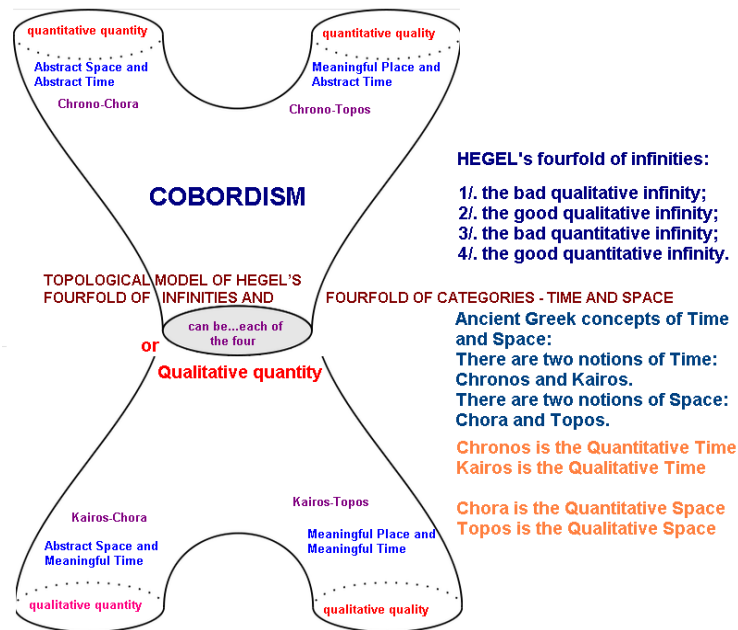 quantitative quantity
quantitative quality
Abstract Space and
Abstract Time
Meaningful Place and
Abstract Time
Chrono-Chora
Chrono-Topos
COBORDISM
HEGEL's fourfold of infinities:
1/. the bad qualitative infinity;
2/. the good qualitative infinity;
3/. the bad quantitative infinity;
4/. the good quantitative infinity.
TOPOLOGICAL MODEL OF HEGEL'S
FOURFOLD OF INFINITIES AND FOURFOLD OF CATEGORIES - TIME AND SPACE
can be...each of
the four
or
Qualitative quantity
Ancient Greek concepts of Time
and Space:
There are two notions of Time:
Chronos and Kairos.
There are two notions of Space:
Chora and Topos.
Chronos is the Quantitative Time
Kairos is the Qualitative Time
Chora is the Quantitative Space
Topos is the Qualitative Space
Kairos-Chora
Kairos-Topos
Abstract Space and
Meaningful Time
Meaningful Place and
Meaningful Time
qualitative quantity
qualitative quality